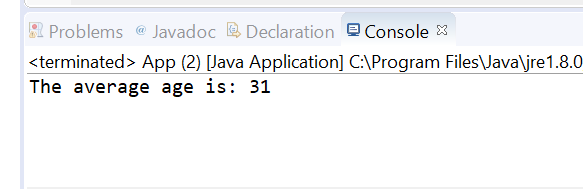 Problems @ Javadoc Declaration Console
<terminated> App (2) [Java Application] C:\Program Files\Java\jre1.8.0
The average age is: 31